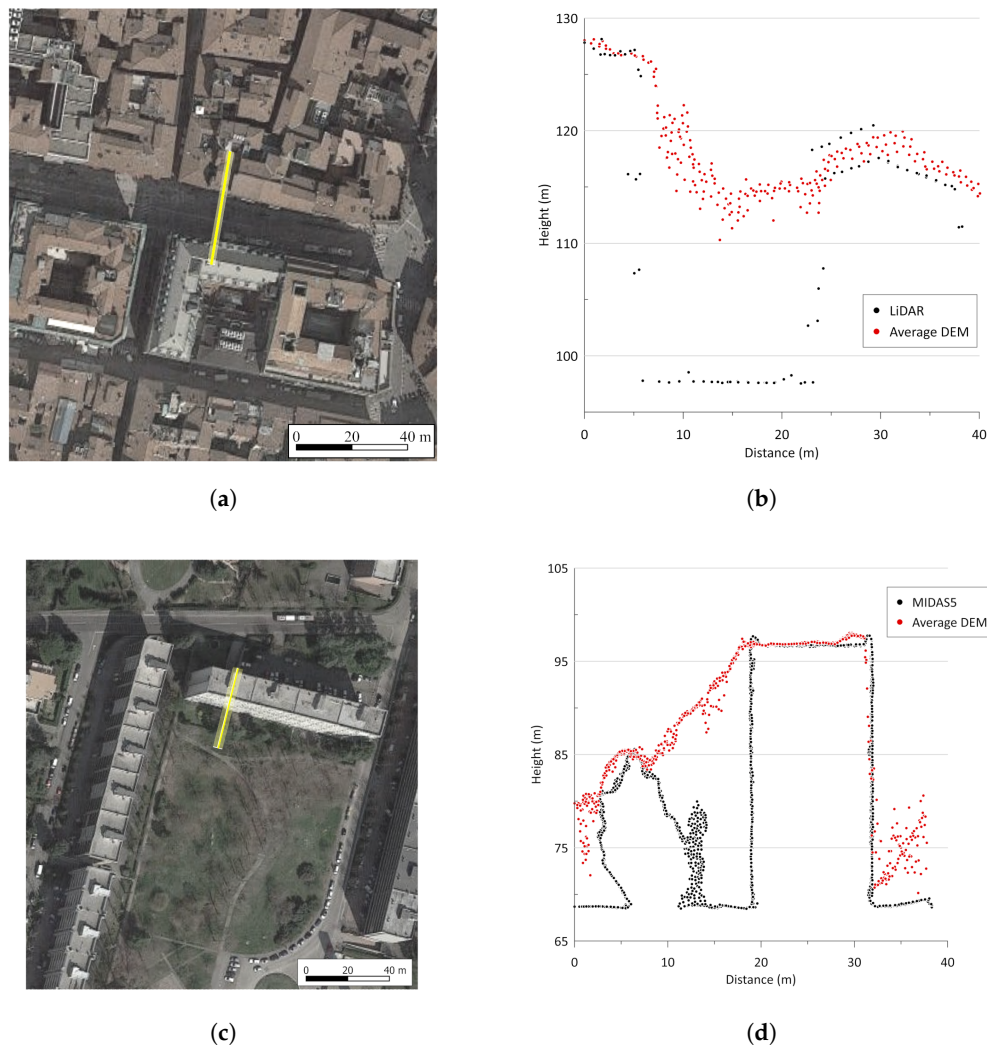 130
120
110
100
Height (m)
LiDAR
Average DEM
0 10 20 30 40
Distance (m)
0 20 40 m
(a)
(b)
105
95
85
75
65
Height (m)
MIDAS5
Average DEM
0 10 20 30 40
Distance (m)
0 20 40 m
(c)
(d)